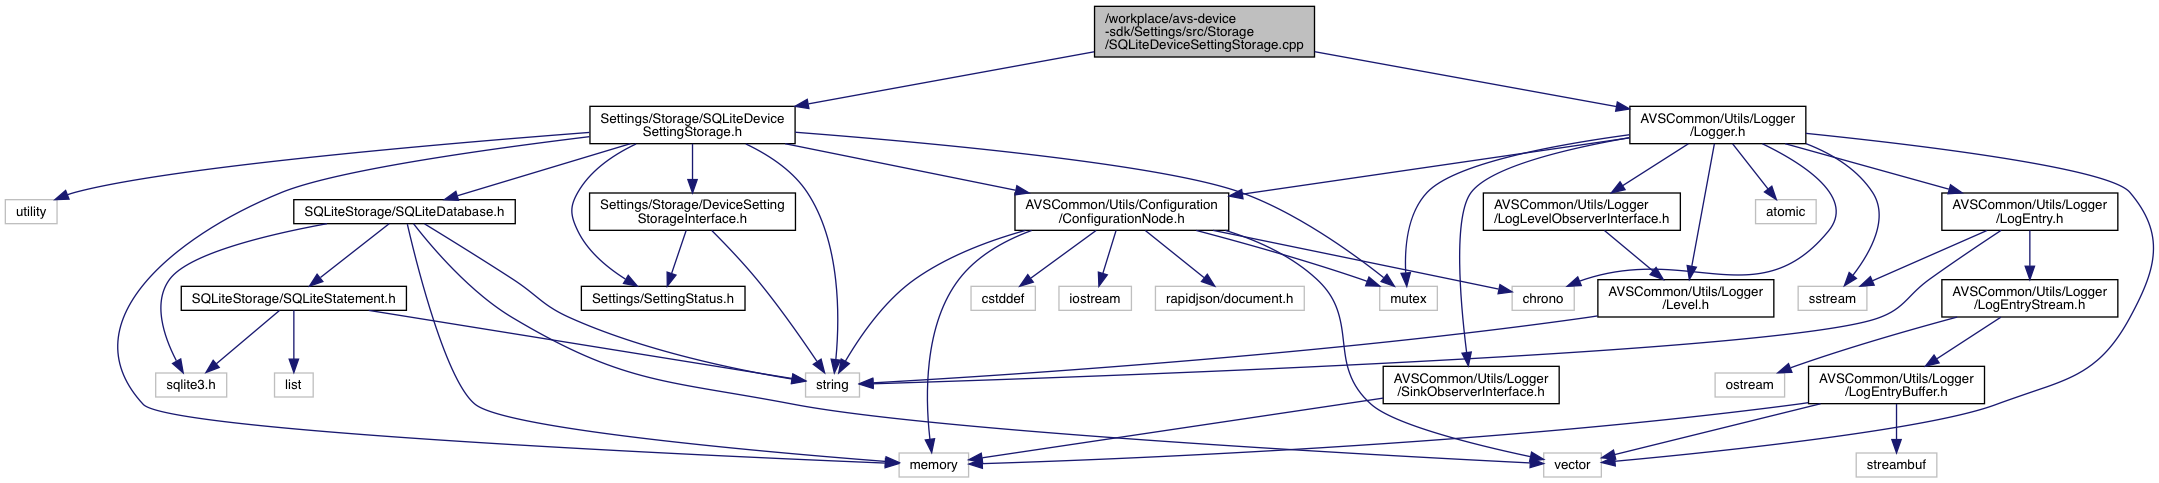 /workplace/avs-device
-sdk/Settings/src/Storage
/SQLiteDeviceSettingStorage.cpp
Settings/Storage/SQLiteDevice
SettingStorage.h
AVSCommon/Utils/Logger
/Logger.h
utility
SQLiteStorage/SQLiteDatabase.h
Settings/Storage/DeviceSetting
StorageInterface.h
AVSCommon/Utils/Configuration
/ConfigurationNode.h
AVSCommon/Utils/Logger
/LogLevelObserverInterface.h
atomic
AVSCommon/Utils/Logger
/LogEntry.h
SQLiteStorage/SQLiteStatement.h
Settings/SettingStatus.h
cstddef
iostream
rapidjson/document.h
mutex
chrono
AVSCommon/Utils/Logger
/Level.h
sstream
AVSCommon/Utils/Logger
/LogEntryStream.h
sqlite3.h
list
string
AVSCommon/Utils/Logger
/SinkObserverInterface.h
ostream
AVSCommon/Utils/Logger
/LogEntryBuffer.h
memory
vector
streambuf